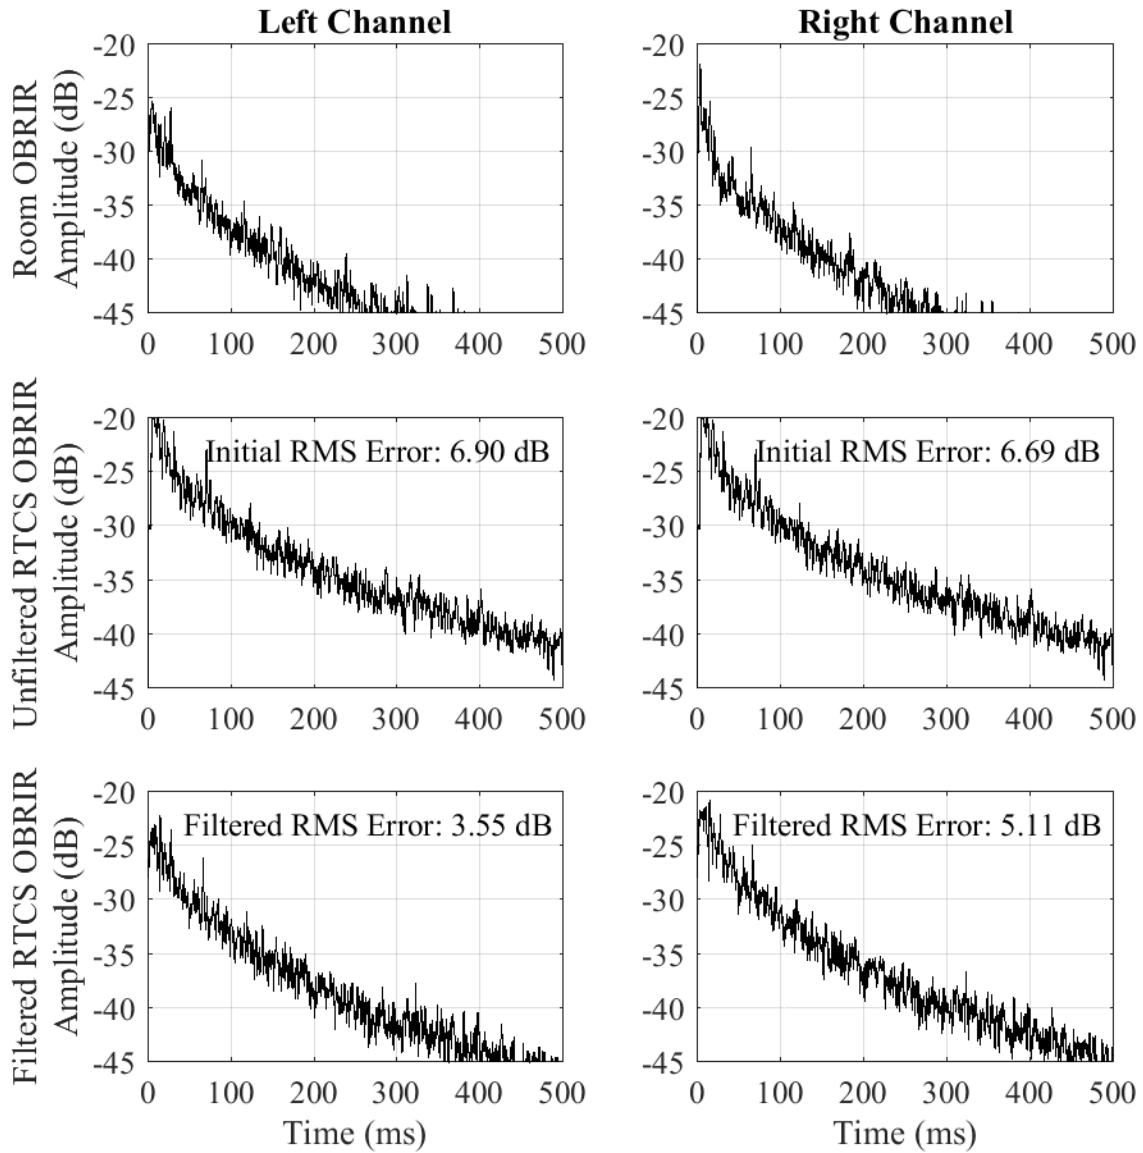 Left Channel
Right Channel
Room OBRIR
Amplitude (dB)
-20
-25
-30
-35
-40
-45
0 100 200 300 400 500
-20
-25
-30
-35
-40
-45
0 100 200 300 400 500
Unfiltered RTCS OBRIR
Amplitude (dB)
-20
-25
-30
-35
-40
-45
Initial RMS Error: 6.90 dB
0 100 200 300 400 500
-20
-25
-30
-35
-40
-45
Initial RMS Error: 6.69 dB
0 100 200 300 400 500
Filtered RTCS OBRIR
Amplitude (dB)
-20
-25
-30
-35
-40
-45
Filtered RMS Error: 3.55 dB
0 100 200 300 400 500
Time (ms)
-20
-25
-30
-35
-40
-45
Filtered RMS Error: 5.11 dB
0 100 200 300 400 500
Time (ms)